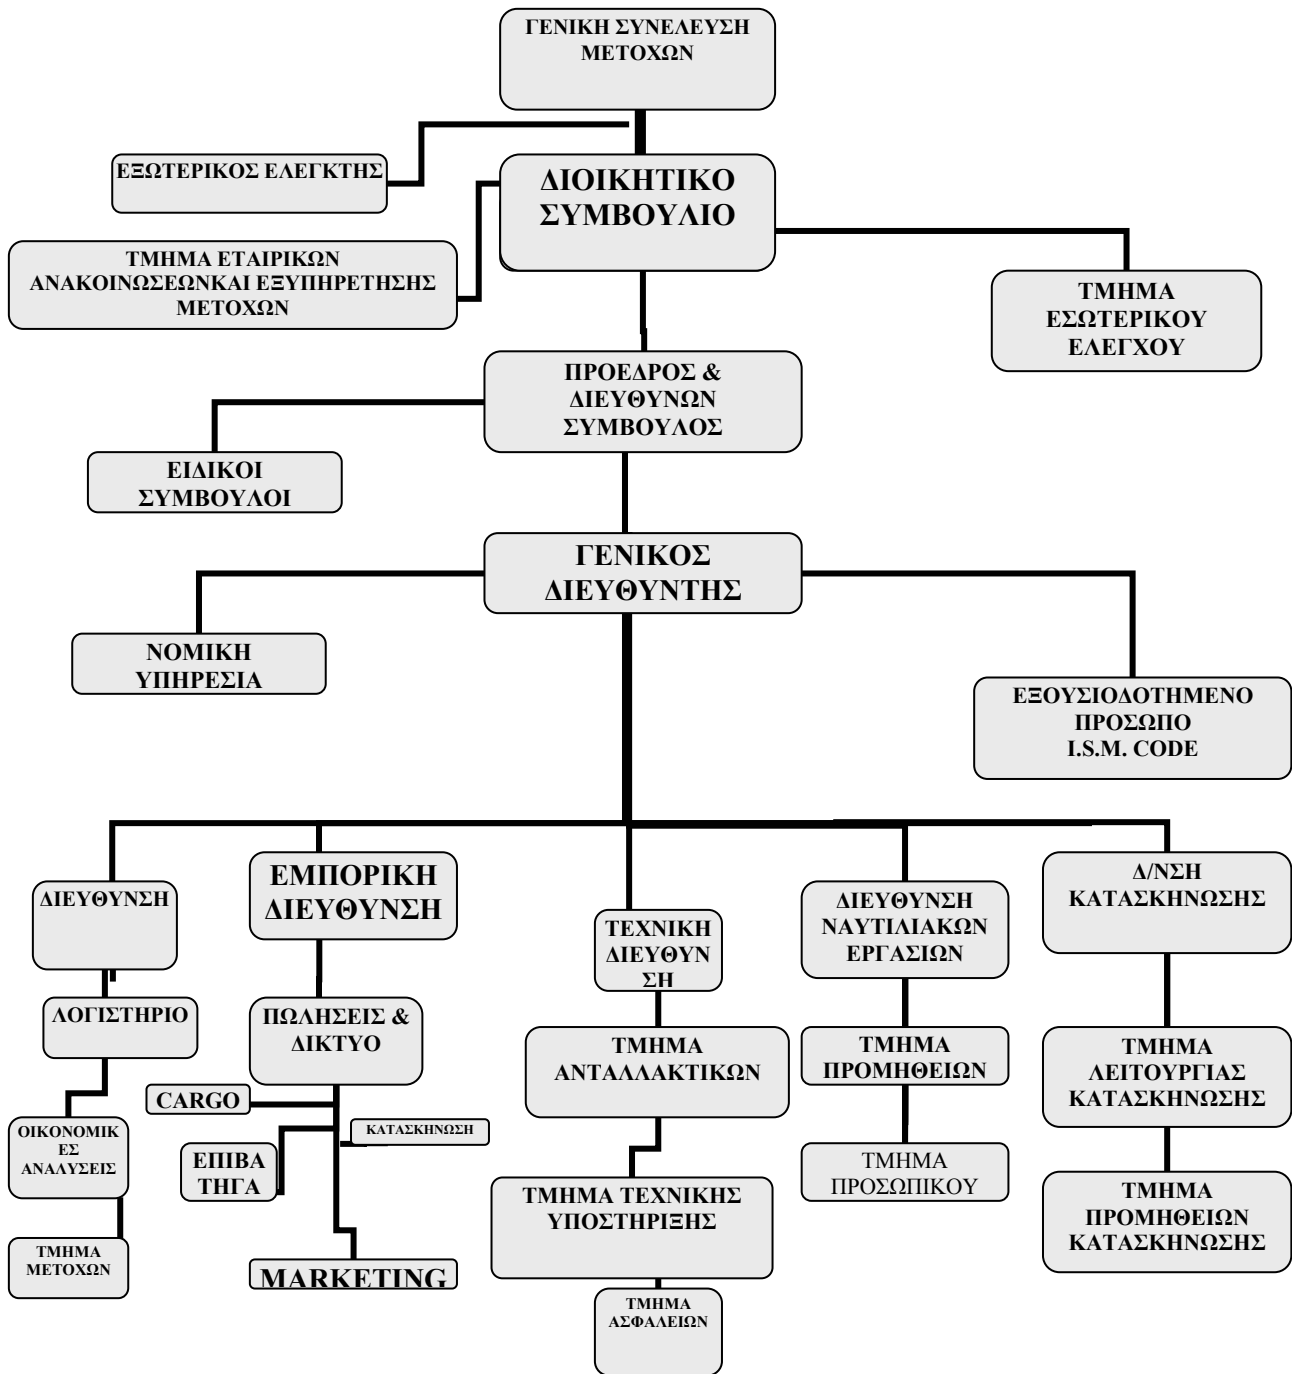 ΓΕΝΙΚΗ ΣΥΝΕΛΕΥΣΗ
ΜΕΤΟΧΩΝ
ΕΞΩΤΕΡΙΚΟΣ ΕΛΕΓΚΤΗΣ
ΔΙΟΙΚΗΤΙΚΟ
ΣΥΜΒΟΥΛΙΟ
ΤΜΗΜΑ ΕΤΑΙΡΙΚΩΝ
ΑΝΑΚΟΙΝΩΣΕΩΝΚΑΙ ΕΞΥΠΗΡΕΤΗΣΗΣ
ΜΕΤΟΧΩΝ
ΤΜΗΜΑ
ΕΣΩΤΕΡΙΚΟΥ
ΕΛΕΓΧΟΥ
ΠΡΟΕΔΡΟΣ &
ΔΙΕΥΘΥΝΩΝ
ΣΥΜΒΟΥΛΟΣ
ΕΙΔΙΚΟΙ
ΣΥΜΒΟΥΛΟΙ
ΓΕΝΙΚΟΣ
ΔΙΕΥΘΥΝΤΗΣ
ΝΟΜΙΚΗ
ΥΠΗΡΕΣΙΑ
ΕΞΟΥΣΙΟΔΟΤΗΜΕΝΟ
ΠΡΟΣΩΠΟ
I.S.M. CODE
ΔΙΕΥΘΥΝΣΗ
ΕΜΠΟΡΙΚΗ
ΔΙΕΥΘΥΝΣΗ
ΤΕΧΝΙΚΗ
ΔΙΕΥΘΥΝ
ΣΗ
ΔΙΕΥΘΥΝΣΗ
ΝΑΥΤΙΛΙΑΚΩΝ
ΕΡΓΑΣΙΩΝ
Δ/ΝΣΗ
ΚΑΤΑΣΚΗΝΩΣΗΣ
ΛΟΓΙΣΤΗΡΙΟ
ΠΩΛΗΣΕΙΣ &
ΔΙΚΤΥΟ
ΤΜΗΜΑ
ΑΝΤΑΛΛΑΚΤΙΚΩΝ
ΤΜΗΜΑ
ΠΡΟΜΗΘΕΙΩΝ
ΤΜΗΜΑ
ΛΕΙΤΟΥΡΓΙΑΣ
ΚΑΤΑΣΚΗΝΩΣΗΣ
CARGO
ΚΑΤΑΣΚΗΝΩΣΗ
ΟΙΚΟΝΟΜΙΚ
ΕΣ
ΑΝΑΛΥΣΕΙΣ
ΕΠΙΒΑ
ΤΗΓΑ
ΤΜΗΜΑ ΤΕΧΝΙΚΗΣ
ΥΠΟΣΤΗΡΙΞΗΣ
ΤΜΗΜΑ
ΠΡΟΣΩΠΙΚΟΥ
ΤΜΗΜΑ
ΠΡΟΜΗΘΕΙΩΝ
ΚΑΤΑΣΚΗΝΩΣΗΣ
ΤΜΗΜΑ
ΜΕΤΟΧΩΝ
MARKETING
ΤΜΗΜΑ
ΑΣΦΑΛΕΙΩΝ